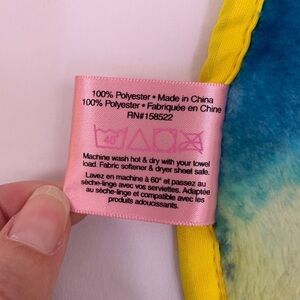 100% Polyester • Made in China
100% Polyester • Fabriquée en Chine
RN#158522
40°
Machine wash hot & dry with your towel
load. Fabric softener & dryer sheet safe.
Lavez en machine à 60° et passez au
sèche-linge avec vos serviettes. Adaptée
au sèche-linge et compatible avec les
produits adoucissants.